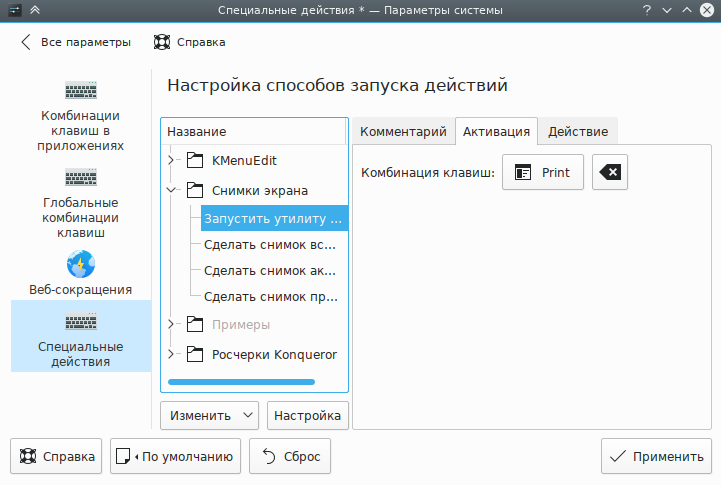 Специальные действия * — Параметры системы
Все параметры
Справка
Комбинации
клавиш в
приложениях
Глобальные
комбинации
клавиш
Веб-сокращения
Специальные
действия
Настройка способов запуска действий
Название
KMenuEdit
Снимки экрана
Запустить утилиту ...
Сделать снимок вс...
Сделать снимок ак...
Сделать снимок пр...
Примеры
Росчерки Konqueror
Изменить
Настройка
Комментарий
Активация
Действие
Комбинация клавиш:
Print
Справка
По умолчанию
Сброс
Применить